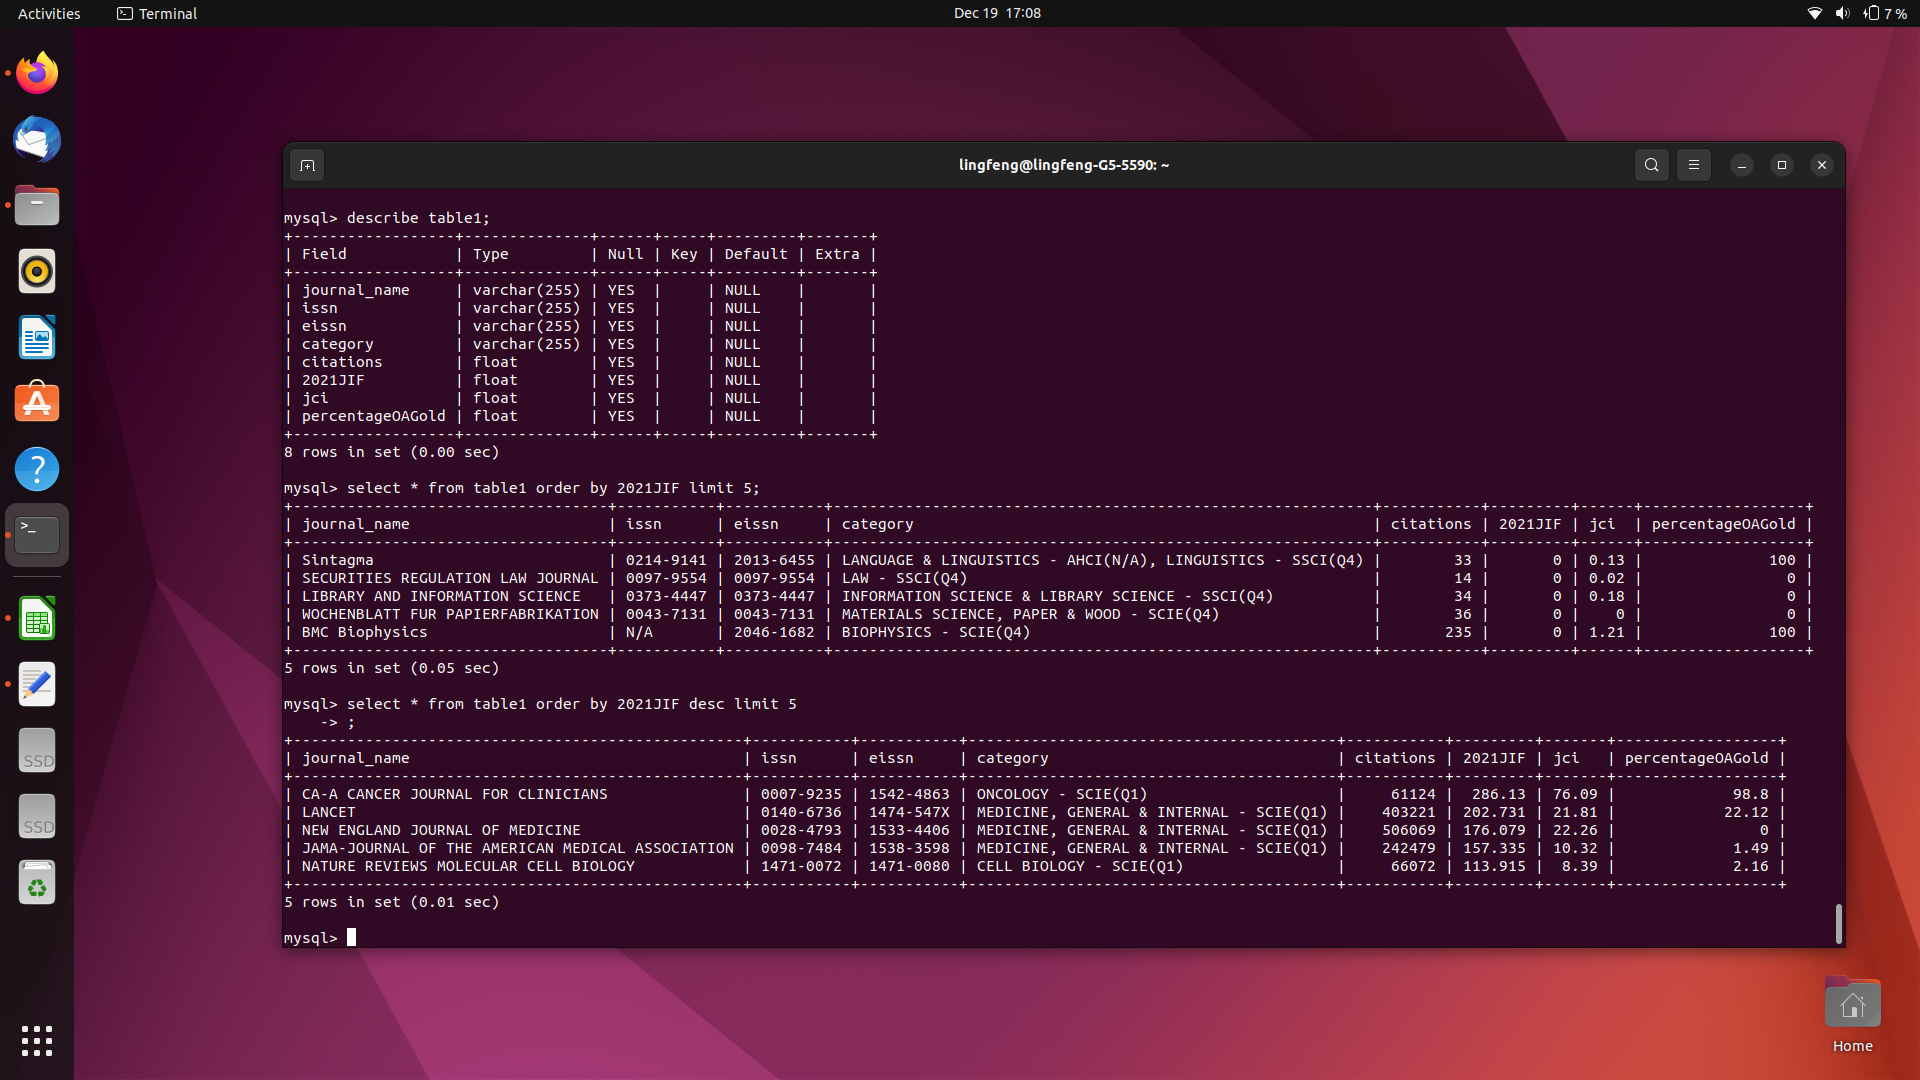 Activities Terminal Dec 19 17:08 7 %
lingfeng@lingfeng-G5-5590: ~
mysql> describe table1;
+------------------+--------------+------+-----+---------+-------+
| Field            | Type         | Null | Key | Default | Extra |
+------------------+--------------+------+-----+---------+-------+
| journal_name     | varchar(255) | YES  |     | NULL    |       |
| issn             | varchar(255) | YES  |     | NULL    |       |
| eissn            | varchar(255) | YES  |     | NULL    |       |
| category         | varchar(255) | YES  |     | NULL    |       |
| citations        | float        | YES  |     | NULL    |       |
| 2021JIF          | float        | YES  |     | NULL    |       |
| jci              | float        | YES  |     | NULL    |       |
| percentageOAGold | float        | YES  |     | NULL    |       |
+------------------+--------------+------+-----+---------+-------+
8 rows in set (0.00 sec)
mysql> select * from table1 order by 2021JIF limit 5;
+-----------------------------------+-----------+-----------+------------------------------------------------------------+-----------+---------+------+------------------+
| journal_name                      | issn      | eissn     | category                                                   | citations | 2021JIF | jci  | percentageOAGold |
+-----------------------------------+-----------+-----------+------------------------------------------------------------+-----------+---------+------+------------------+
| Sintagma                          | 0214-9141 | 2013-6455 | LANGUAGE & LINGUISTICS - AHCI(N/A), LINGUISTICS - SSCI(Q4) |        33 |       0 | 0.13 |              100 |
| SECURITIES REGULATION LAW JOURNAL | 0097-9554 | 0097-9554 | LAW - SSCI(Q4)                                             |        14 |       0 | 0.02 |                0 |
| LIBRARY AND INFORMATION SCIENCE   | 0373-4447 | 0373-4447 | INFORMATION SCIENCE & LIBRARY SCIENCE - SSCI(Q4)           |        34 |       0 | 0.18 |                0 |
| WOCHENBLATT FUR PAPIERFABRIKATION | 0043-7131 | 0043-7131 | MATERIALS SCIENCE, PAPER & WOOD - SCIE(Q4)                 |        36 |       0 |    0 |                0 |
| BMC Biophysics                    | N/A       | 2046-1682 | BIOPHYSICS - SCIE(Q4)                                      |       235 |       0 | 1.21 |              100 |
+-----------------------------------+-----------+-----------+------------------------------------------------------------+-----------+---------+------+------------------+
5 rows in set (0.05 sec)
mysql> select * from table1 order by 2021JIF desc limit 5
    -> ;
+--------------------------------------------------+-----------+-----------+-----------------------------------------+-----------+---------+-------+------------------+
| journal_name                                     | issn      | eissn     | category                                | citations | 2021JIF | jci   | percentageOAGold |
+--------------------------------------------------+-----------+-----------+-----------------------------------------+-----------+---------+-------+------------------+
| CA-A CANCER JOURNAL FOR CLINICIANS               | 0007-9235 | 1542-4863 | ONCOLOGY - SCIE(Q1)                     |     61124 |  286.13 | 76.09 |             98.8 |
| LANCET                                           | 0140-6736 | 1474-547X | MEDICINE, GENERAL & INTERNAL - SCIE(Q1) |    403221 | 202.731 | 21.81 |            22.12 |
| NEW ENGLAND JOURNAL OF MEDICINE                  | 0028-4793 | 1533-4406 | MEDICINE, GENERAL & INTERNAL - SCIE(Q1) |    506069 | 176.079 | 22.26 |                0 |
| JAMA-JOURNAL OF THE AMERICAN MEDICAL ASSOCIATION | 0098-7484 | 1538-3598 | MEDICINE, GENERAL & INTERNAL - SCIE(Q1) |    242479 | 157.335 | 10.32 |             1.49 |
| NATURE REVIEWS MOLECULAR CELL BIOLOGY            | 1471-0072 | 1471-0080 | CELL BIOLOGY - SCIE(Q1)                 |     66072 | 113.915 |  8.39 |             2.16 |
+--------------------------------------------------+-----------+-----------+-----------------------------------------+-----------+---------+-------+------------------+
5 rows in set (0.01 sec)
mysql>
SSD
SSD
Home